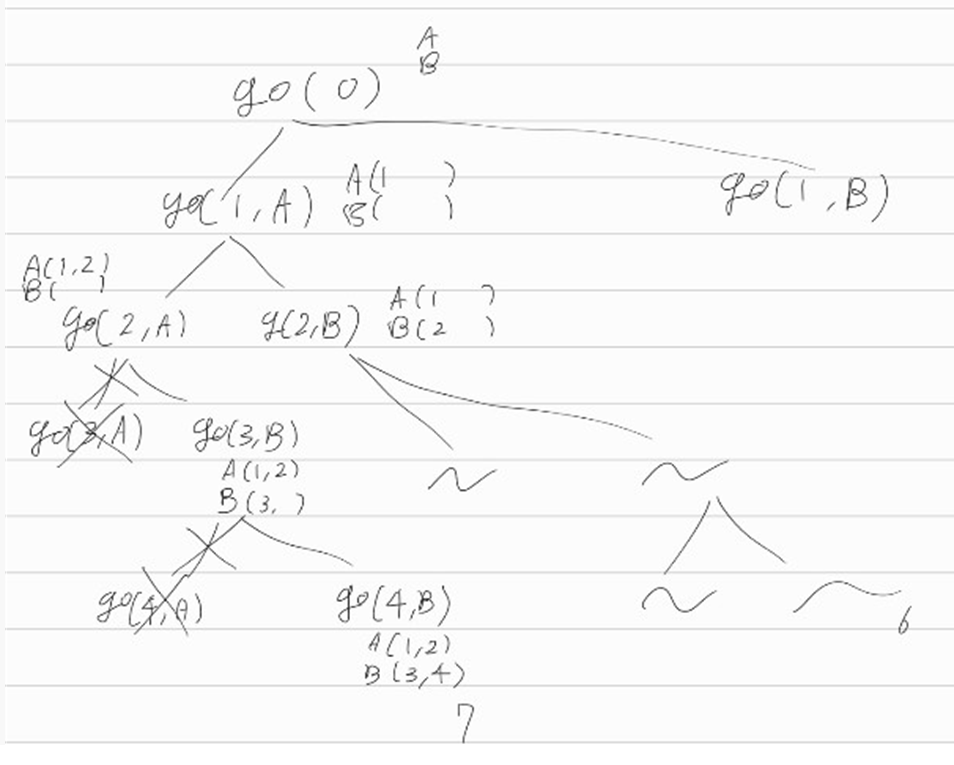 A
B
go(0)
go(1,A)
A(1 )
B( )
go(1,B)
A(1,2)
B( )
go(2,A)
g(2,B)
A(1 )
B(2 )
go(3,A)
go(3,B)
A(1,2)
B(3, )
go(4,A)
go(4,B)
A(1,2)
B(3,4)
7
6